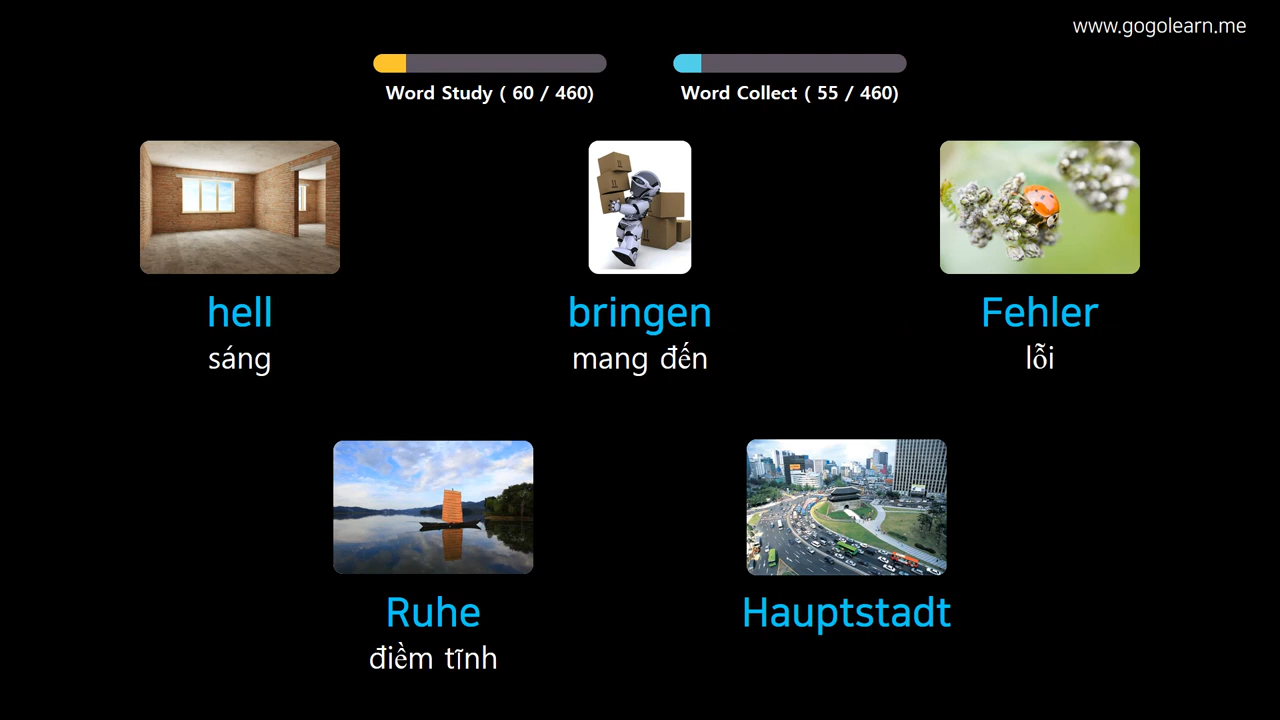 www.gogolearn.me
Word Study ( 60 / 460)
Word Collect ( 55 / 460)
hell
sáng
bringen
mang đến
Fehler
lỗi
Ruhe
điềm tĩnh
Hauptstadt